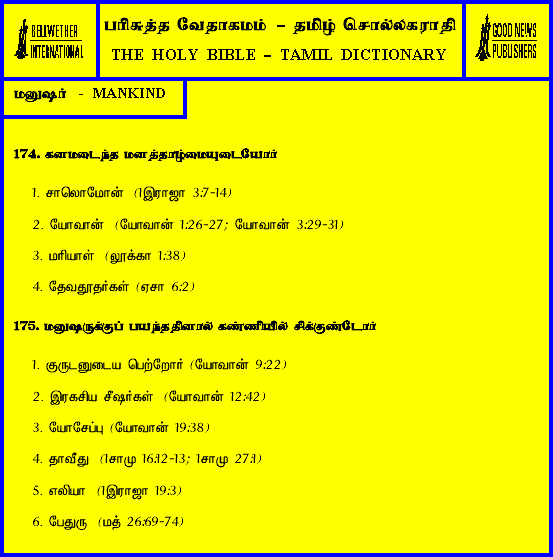 BELLWETHER
INTERNATIONAL
பரிசுத்த வேதாகமம் - தமிழ் சொல்லகராதி
THE HOLY BIBLE – TAMIL DICTIONARY
GOOD NEWS
PUBLISHERS
மனுஷர் - MANKIND
174. கனமடைந்த மனத்தாழ்மையுடையோர்
1. சாலொமோன் (1இராஜா 3:7-14)
2. யோவான் (யோவான் 1:26-27; யோவான் 3:29-31)
3. மரியாள் (லூக்கா 1:38)
4. தேவதூதர்கள் (ஏசா 6:2)
175. மனுஷருக்குப் பயந்ததினால் கண்ணியில் சிக்குண்டோர்
1. குருடனுடைய பெற்றோர் (யோவான் 9:22)
2. இரகசிய சீஷர்கள் (யோவான் 12:42)
3. யோசேப்பு (யோவான் 19:38)
4. தாவீது (1சாமு 16:12-13; 1சாமு 27:1)
5. எலியா (1இராஜா 19:3)
6. பேதுரு (மத் 26:69-74)